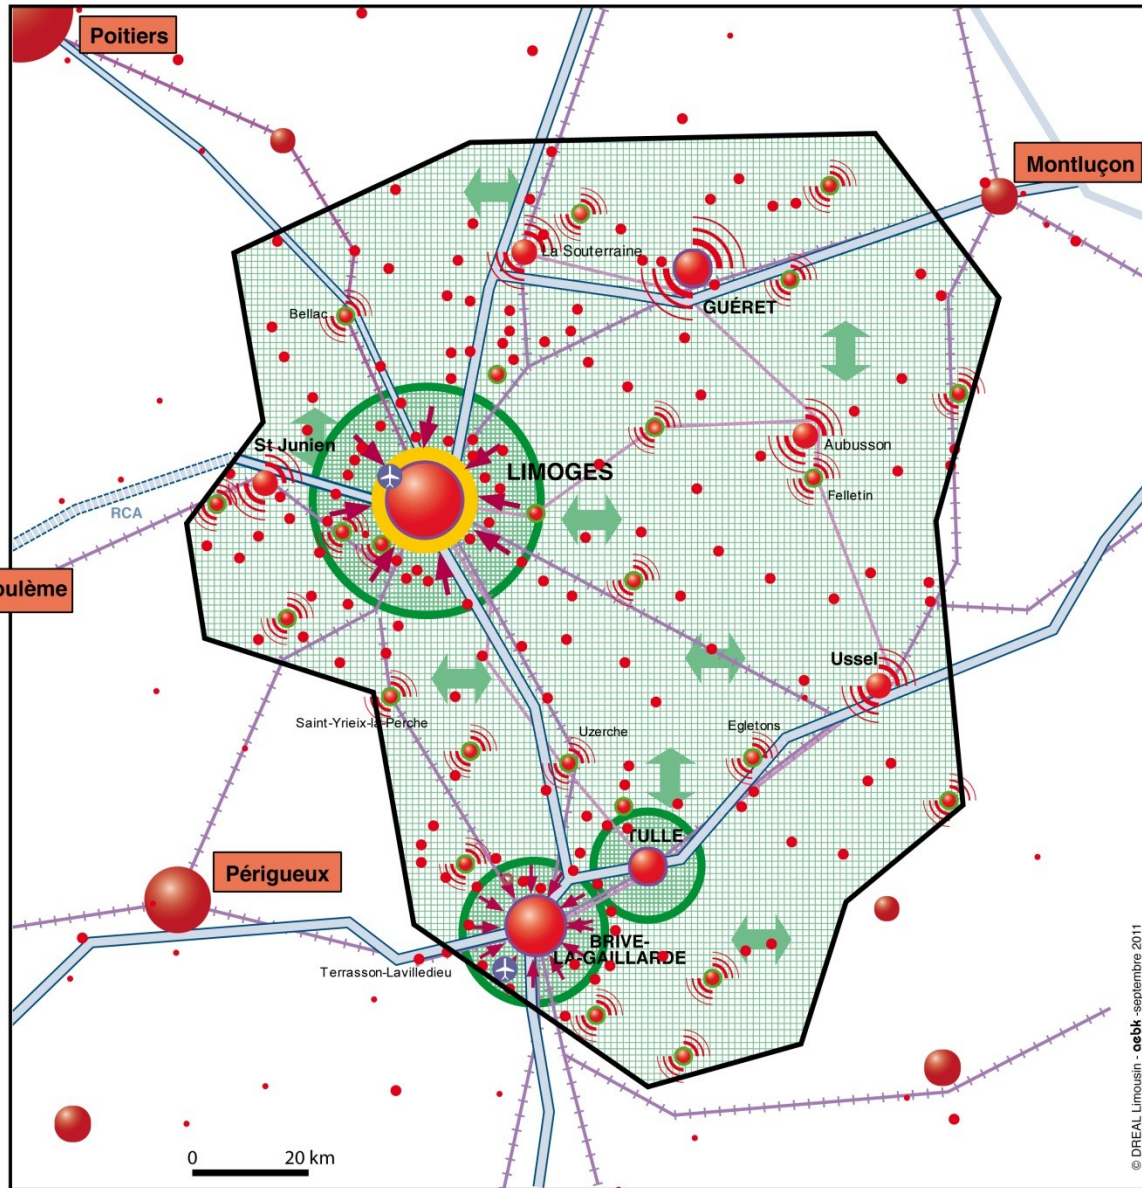 Poitiers
Montluçon
La Souterraine
GUÉRET
Bellac
St Junien
LIMOGES
Aubusson
RCA
Felletin
oulème
Ussel
Saint-Yrieix-la-Perche
Uzerche
Egletons
TULLE
Périgueux
BRIVE-
LA-GAILLARDE
Terrasson-Lavilledieu
0 20 km
© DREAL Limousin - aebk -septembre 2011